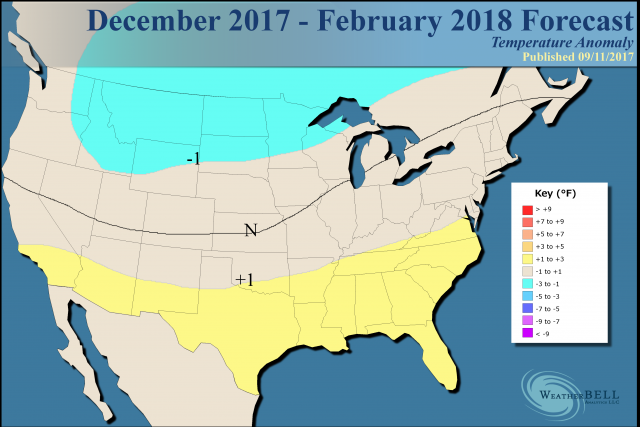 December 2017 - February 2018 Forecast
Temperature Anomaly
Published 09/11/2017
-1
N
+1
Key (°F)
> +9
+7 to +9
+5 to +7
+3 to +5
+1 to +3
-1 to +1
-3 to -1
-5 to -3
-7 to -5
-9 to -7
< -9
WEATHERBELL
ANALYTICS LLC